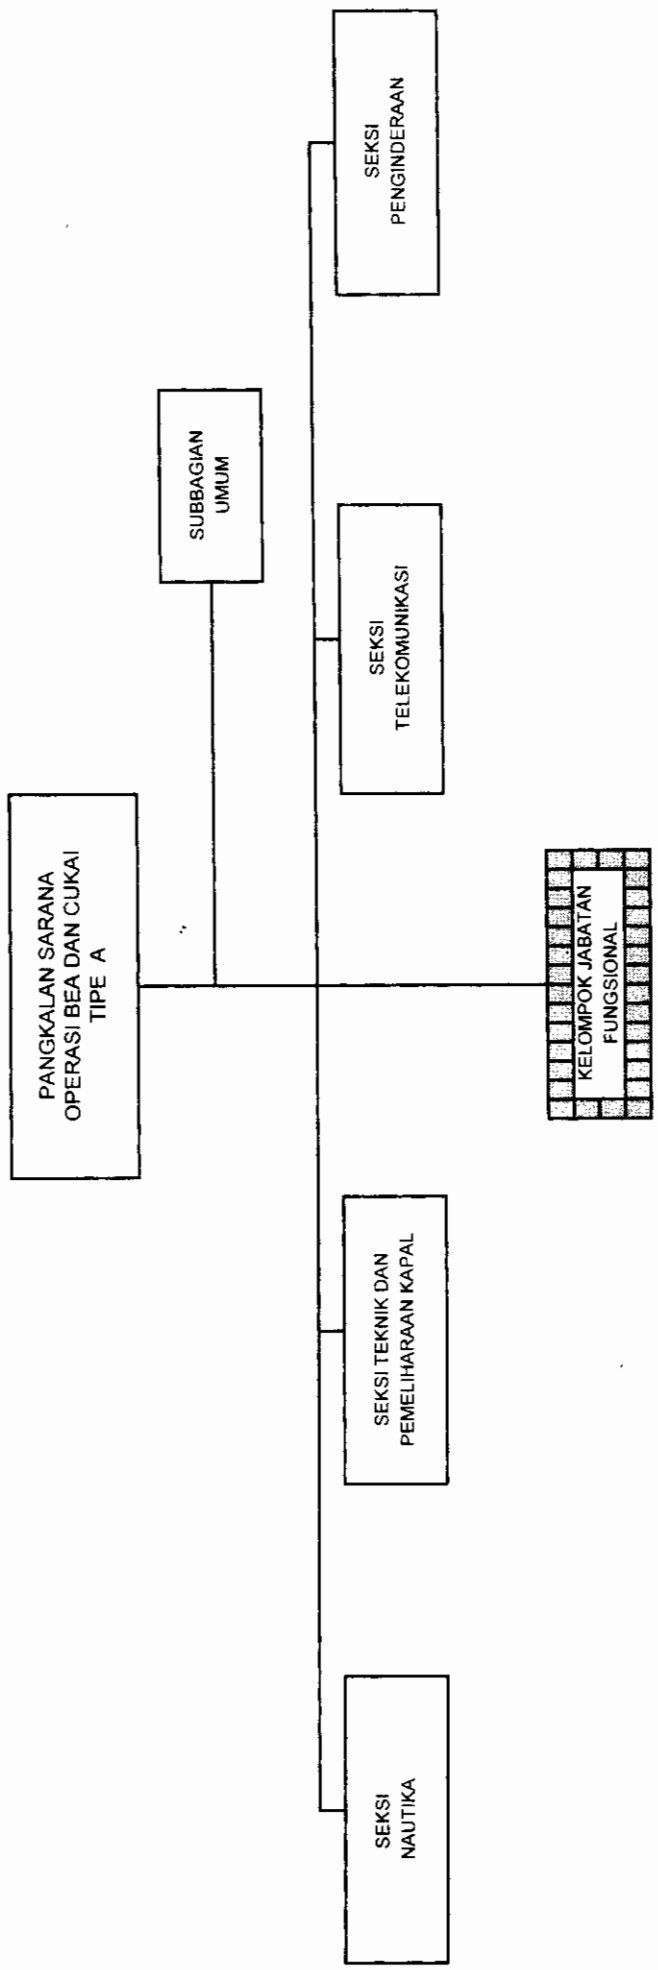 PANGKALAN SARANA
OPERASI BEA DAN CUKAI
TIPE A
SUBBAGIAN
UMUM
SEKSI
NAUTIKA
SEKSI TEKNIK DAN
PEMELIHARAAN KAPAL
SEKSI
TELEKOMUNIKASI
SEKSI
PENGINDERAAN
KELOMPOK JABATAN
FUNGSIONAL